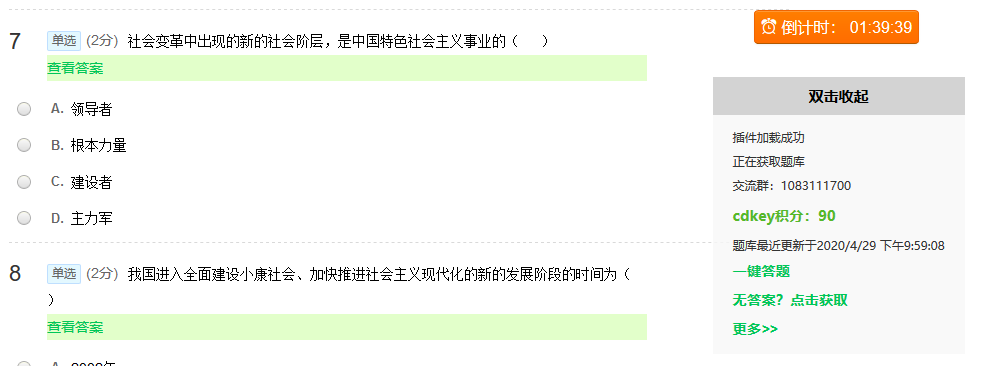 倒计时： 01:39:39
7 单选 (2分) 社会变革中出现的新的社会阶层，是中国特色社会主义事业的（ ）
查看答案
A. 领导者
B. 根本力量
C. 建设者
D. 主力军
8 单选 (2分) 我国进入全面建设小康社会、加快推进社会主义现代化的新的发展阶段的时间为（
）
查看答案
双击收起
插件加载成功
正在获取题库
交流群：1083111700
cdkey积分：90
题库最近更新于2020/4/29 下午9:59:08
一键答题
无答案？点击获取
更多>>